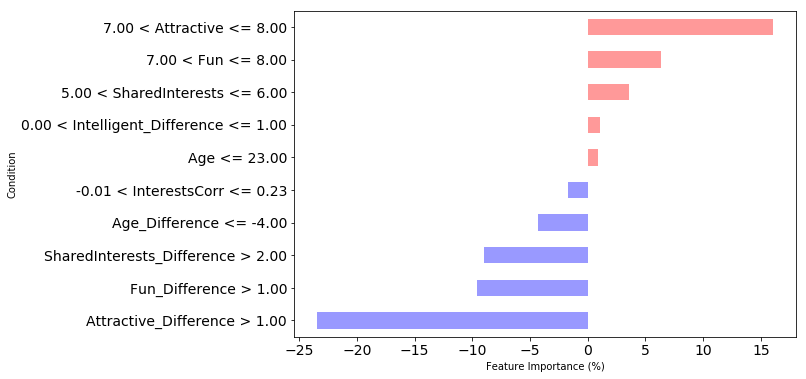 7.00 < Attractive <= 8.00
7.00 < Fun <= 8.00
5.00 < SharedInterests <= 6.00
0.00 < Intelligent_Difference <= 1.00
Age <= 23.00
-0.01 < InterestsCorr <= 0.23
Age_Difference <= -4.00
SharedInterests_Difference > 2.00
Fun_Difference > 1.00
Attractive_Difference > 1.00
Condition
−25 −20 −15 −10 −5 0 5 10 15
Feature Importance (%)